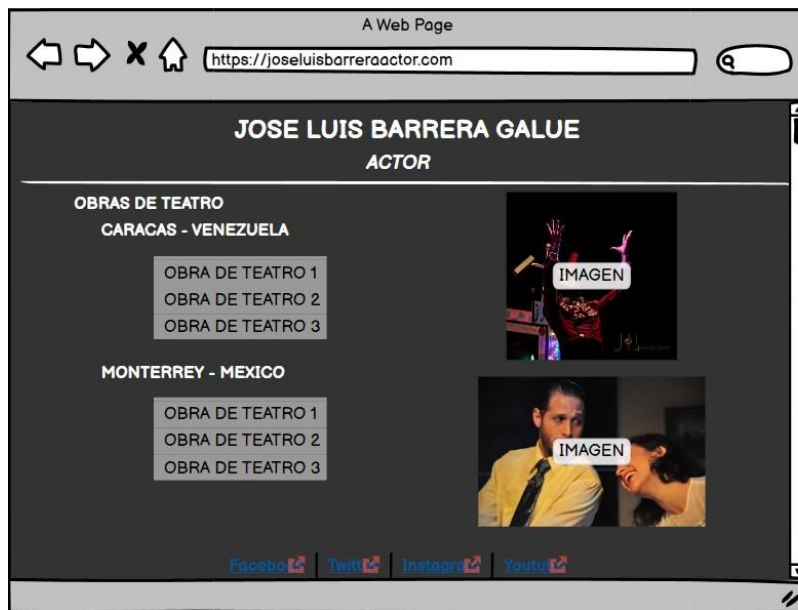 A Web Page
https://joseluisbarreraactor.com
JOSE LUIS BARRERA GALUE
ACTOR
OBRAS DE TEATRO
CARACAS - VENEZUELA
OBRA DE TEATRO 1
OBRA DE TEATRO 2
OBRA DE TEATRO 3
IMAGEN
MONTERREY - MEXICO
OBRA DE TEATRO 1
OBRA DE TEATRO 2
OBRA DE TEATRO 3
IMAGEN